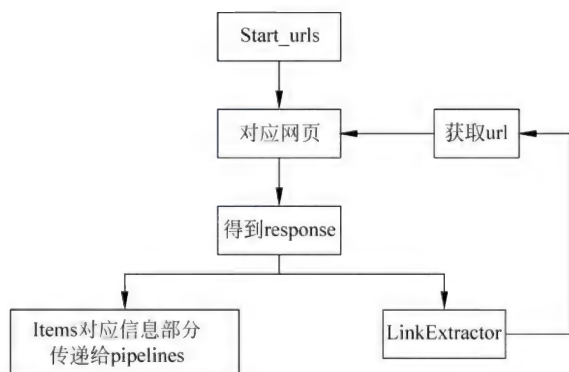 Start_urls
对应网页
获取url
得到response
Items对应信息部分
传递给pipelines
LinkExtractor